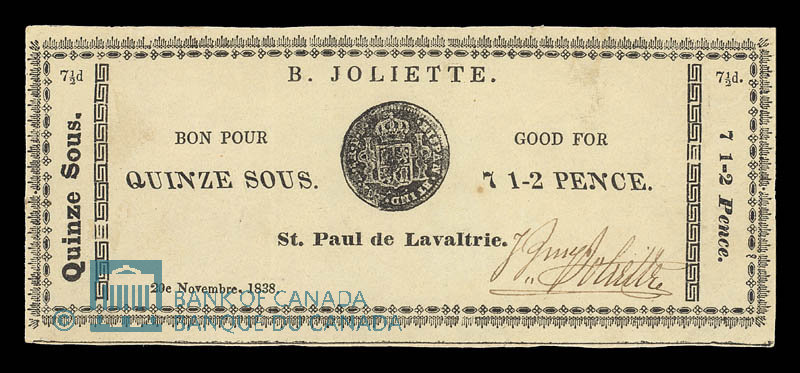 7½d
B. JOLIETTE.
7½d.
BON POUR
GOOD FOR
QUINZE SOUS.
7 1-2 PENCE.
Quinze Sous.
7 1-2 Pence.
St. Paul de Lavaltrie.
Joliette
20e Novembre, 1838.
© BANK OF CANADA
BANQUE DU CANADA